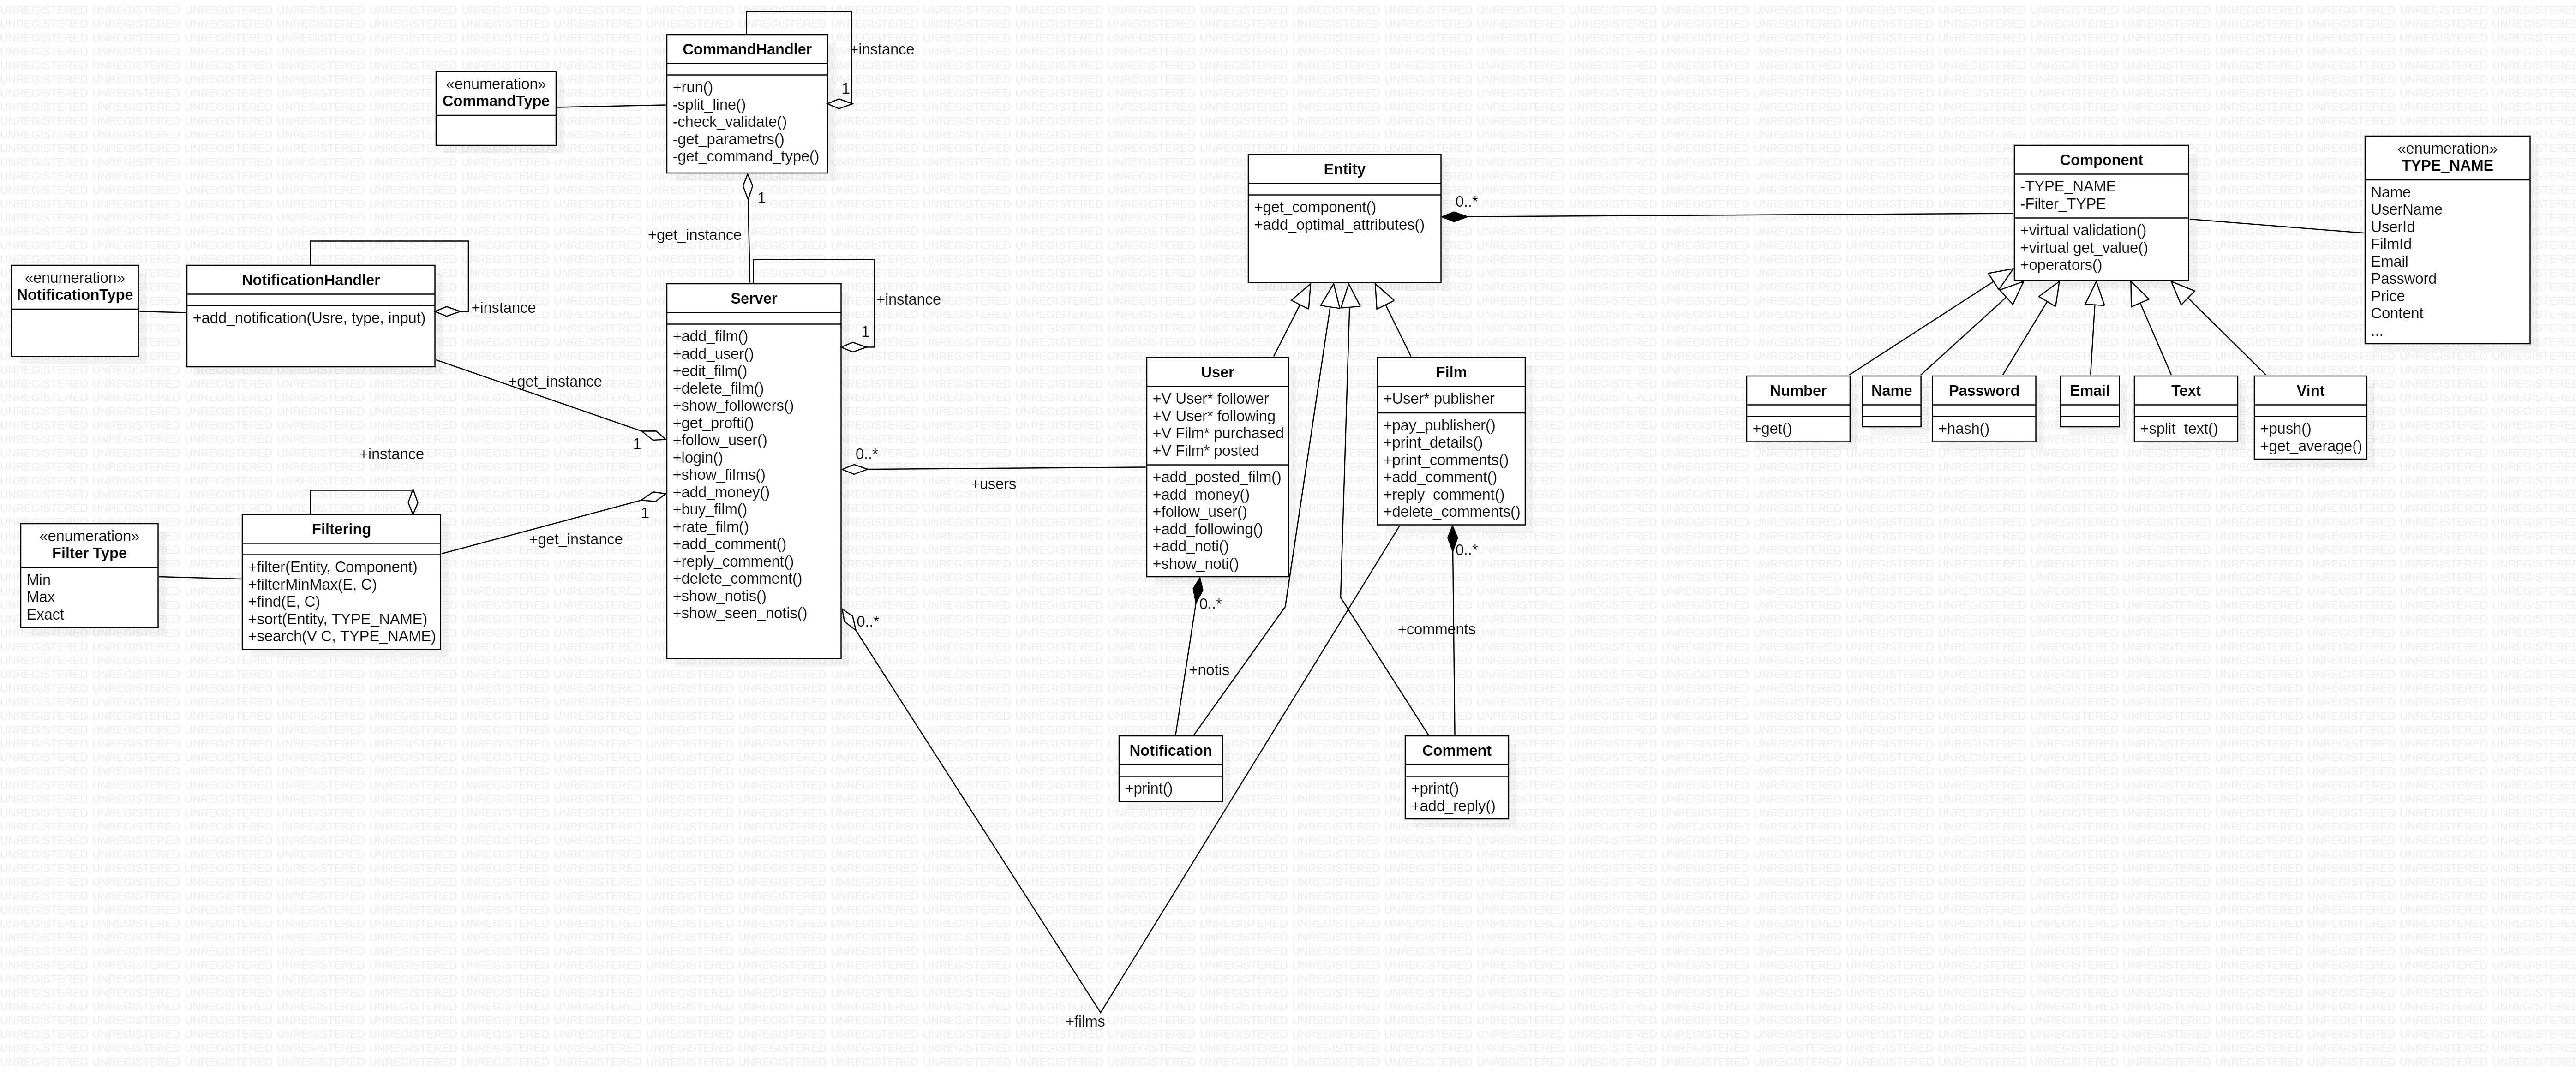 CommandHandler
+run()
-split_line()
-check_validate()
-get_parametrs()
-get_command_type()
+instance
1
«enumeration»
CommandType
1
+get_instance
«enumeration»
NotificationType
NotificationHandler
+add_notification(Usre, type, input)
+instance
+get_instance
1
Server
+add_film()
+add_user()
+edit_film()
+delete_film()
+show_followers()
+get_profti()
+follow_user()
+login()
+show_films()
+add_money()
+buy_film()
+rate_film()
+add_comment()
+reply_comment()
+delete_comment()
+show_notis()
+show_seen_notis()
+instance
1
+instance
«enumeration»
Filter Type
Min
Max
Exact
Filtering
+filter(Entity, Component)
+filterMinMax(E, C)
+find(E, C)
+sort(Entity, TYPE_NAME)
+search(V C, TYPE_NAME)
1
+get_instance
0..*
+users
0..*
+films
Entity
+get_component()
+add_optimal_attributes()
0..*
User
+V User* follower
+V User* following
+V Film* purchased
+V Film* posted
+add_posted_film()
+add_money()
+follow_user()
+add_following()
+add_noti()
+show_noti()
0..*
+notis
Film
+User* publisher
+pay_publisher()
+print_details()
+print_comments()
+add_comment()
+reply_comment()
+delete_comments()
0..*
+comments
Notification
+print()
Comment
+print()
+add_reply()
Component
-TYPE_NAME
-Filter_TYPE
+virtual validation()
+virtual get_value()
+operators()
«enumeration»
TYPE_NAME
Name
UserName
UserId
FilmId
Email
Password
Price
Content
...
Number
+get()
Name
Password
+hash()
Email
Text
+split_text()
Vint
+push()
+get_average()
UNREGISTERED